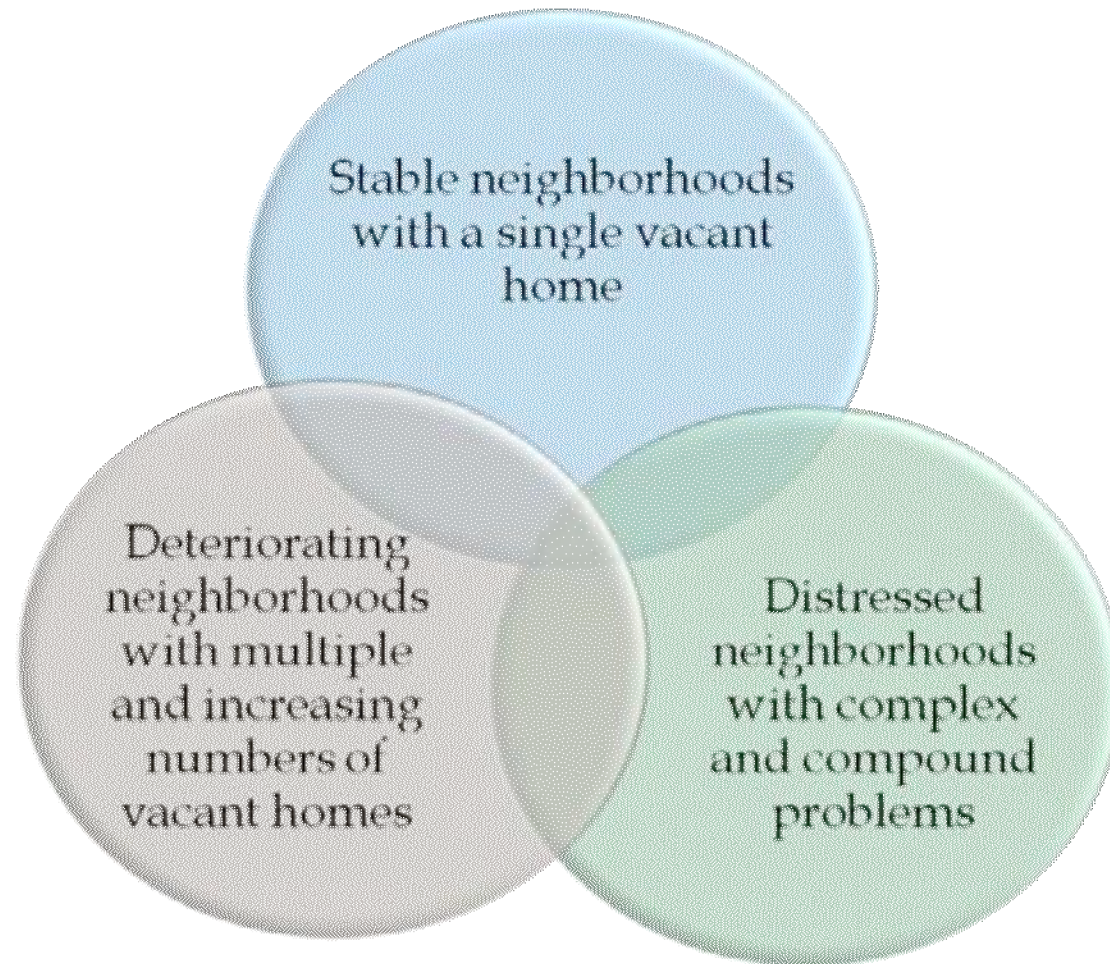 Stable neighborhoods
with a single vacant
home
Deteriorating
neighborhoods
with multiple
and increasing
numbers of
vacant homes
Distressed
neighborhoods
with complex
and compound
problems